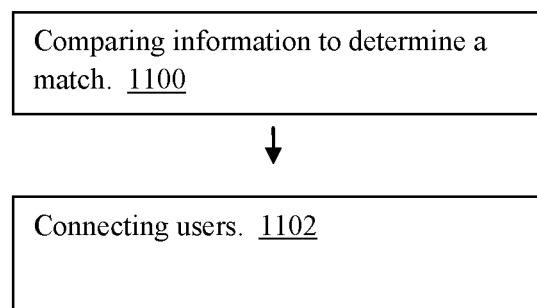 Comparing information to determine a
match. 1100
Connecting users. 1102